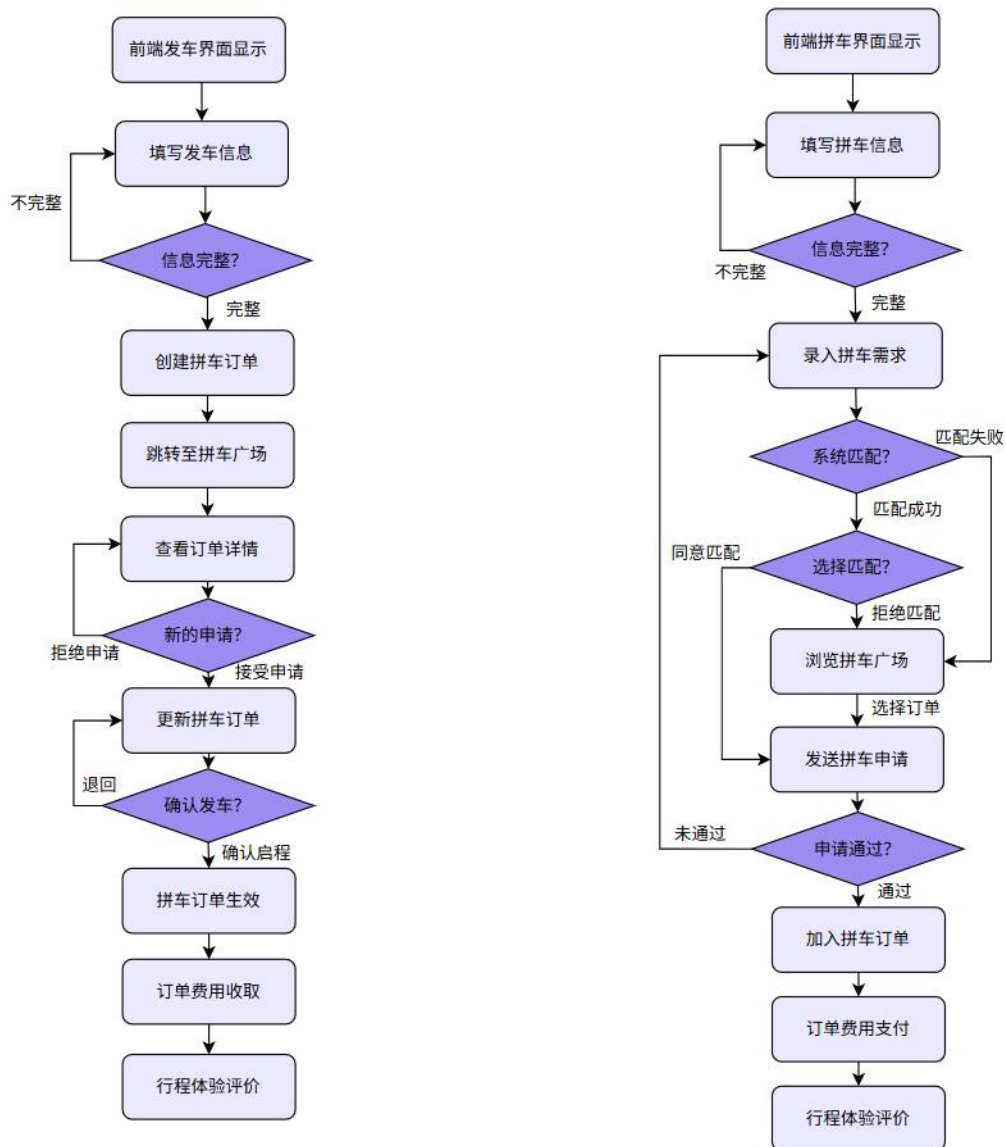 前端发车界面显示
填写发车信息
不完整
信息完整?
完整
创建拼车订单
跳转至拼车广场
查看订单详情
新的申请?
拒绝申请
接受申请
更新拼车订单
退回
确认发车?
确认启程
拼车订单生效
订单费用收取
行程体验评价
前端拼车界面显示
填写拼车信息
信息完整?
不完整
完整
录入拼车需求
匹配失败
系统匹配?
匹配成功
同意匹配
选择匹配?
拒绝匹配
浏览拼车广场
选择订单
发送拼车申请
未通过
申请通过?
通过
加入拼车订单
订单费用支付
行程体验评价